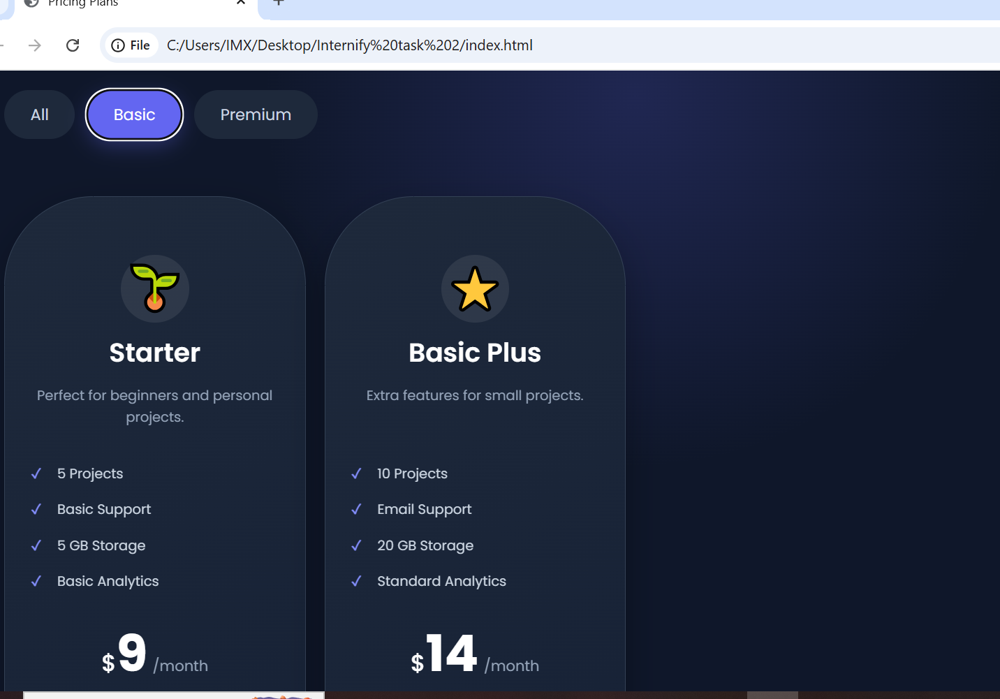 Pricing Plans
File C:/Users/IMX/Desktop/Internify%20task%202/index.html
All Basic Premium
Starter
Perfect for beginners and personal
projects.
✓ 5 Projects
✓ Basic Support
✓ 5 GB Storage
✓ Basic Analytics
$9 /month
Basic Plus
Extra features for small projects.
✓ 10 Projects
✓ Email Support
✓ 20 GB Storage
✓ Standard Analytics
$14 /month